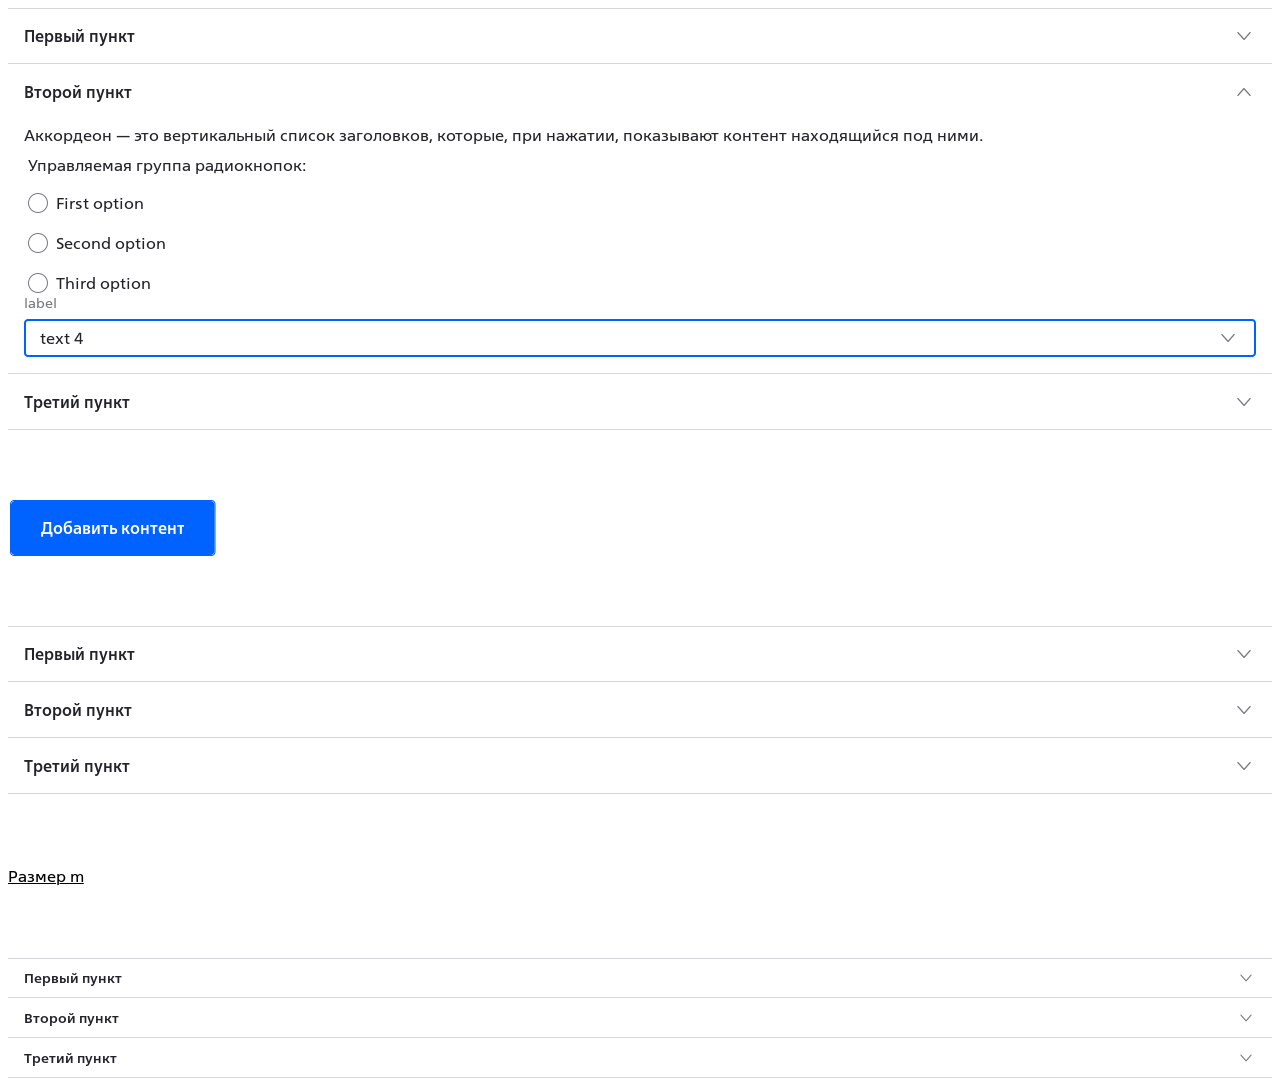 Первый пункт
Второй пункт
Аккордеон — это вертикальный список заголовков, которые, при нажатии, показывают контент находящийся под ними.
Управляемая группа радиокнопок:
First option
Second option
Third option
label
text 4
Третий пункт
Добавить контент
Первый пункт
Второй пункт
Третий пункт
Размер m
Первый пункт
Второй пункт
Третий пункт